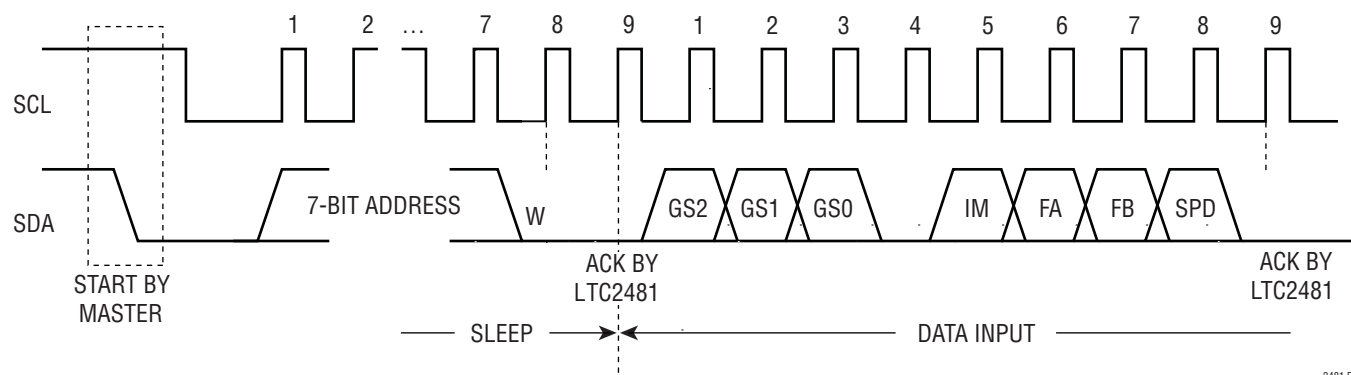 1 2 … 7 8 9 1 2 3 4 5 6 7 8 9
SCL
SDA
7-BIT ADDRESS
W
GS2 GS1 GS0 IM FA FB SPD
START BY
MASTER
ACK BY
LTC2481
ACK BY
LTC2481
SLEEP
DATA INPUT